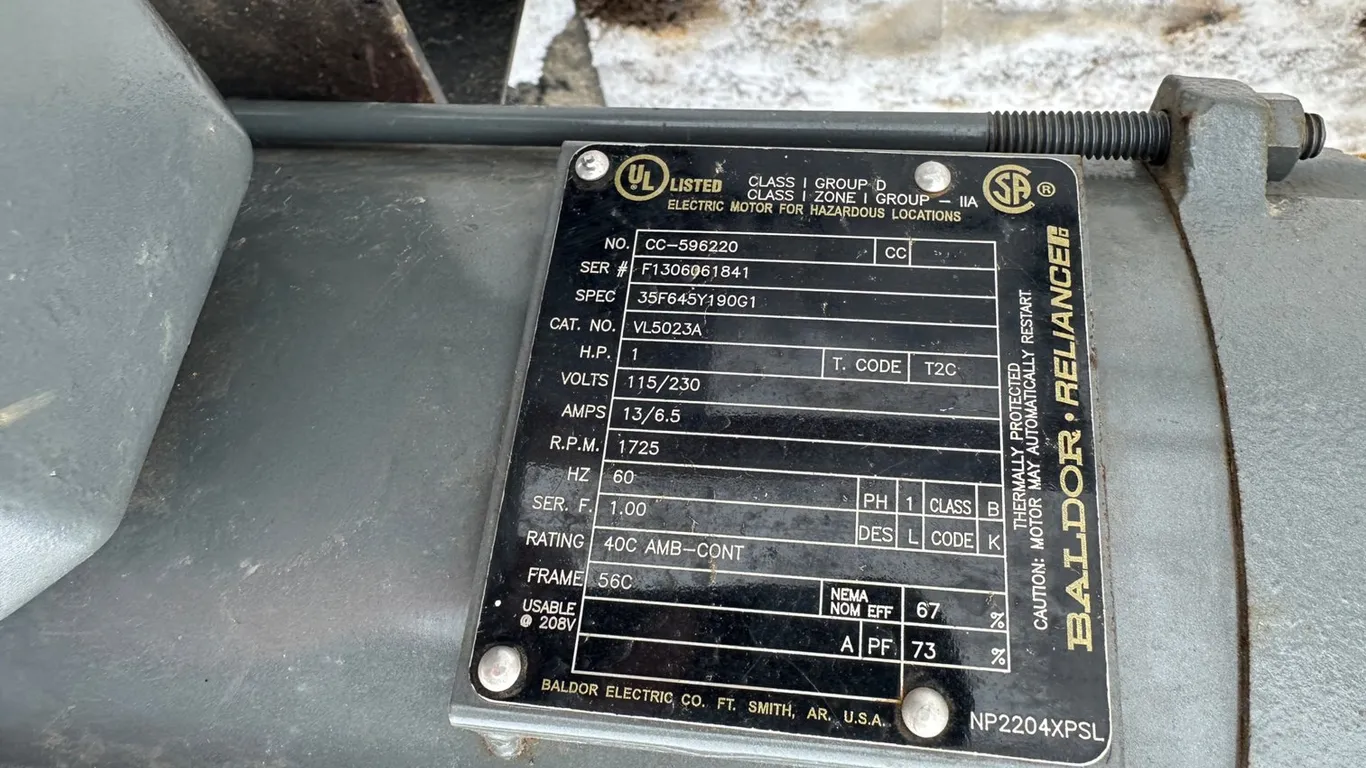 UL LISTED CLASS I GROUP D SA ®
CLASS I ZONE I GROUP - IIA
ELECTRIC MOTOR FOR HAZARDOUS LOCATIONS
NO. CC-596220 CC
SER # F1306061841
SPEC 35F645Y190G1
CAT. NO. VL5023A
H.P. 1 T. CODE T2C
VOLTS 115/230
AMPS 13/6.5
R.P.M. 1725
HZ 60 PH 1 CLASS B
SER. F. 1.00 DES L CODE K
RATING 40C AMB-CONT
FRAME 56C NEMA NOM EFF 67 %
USABLE @ 208V A PF 73 %
BALDOR ELECTRIC CO. FT. SMITH, AR. U.S.A.
NP2204XPSL
THERMALLY PROTECTED
CAUTION: MOTOR MAY AUTOMATICALLY RESTART
BALDOR · RELIANCE